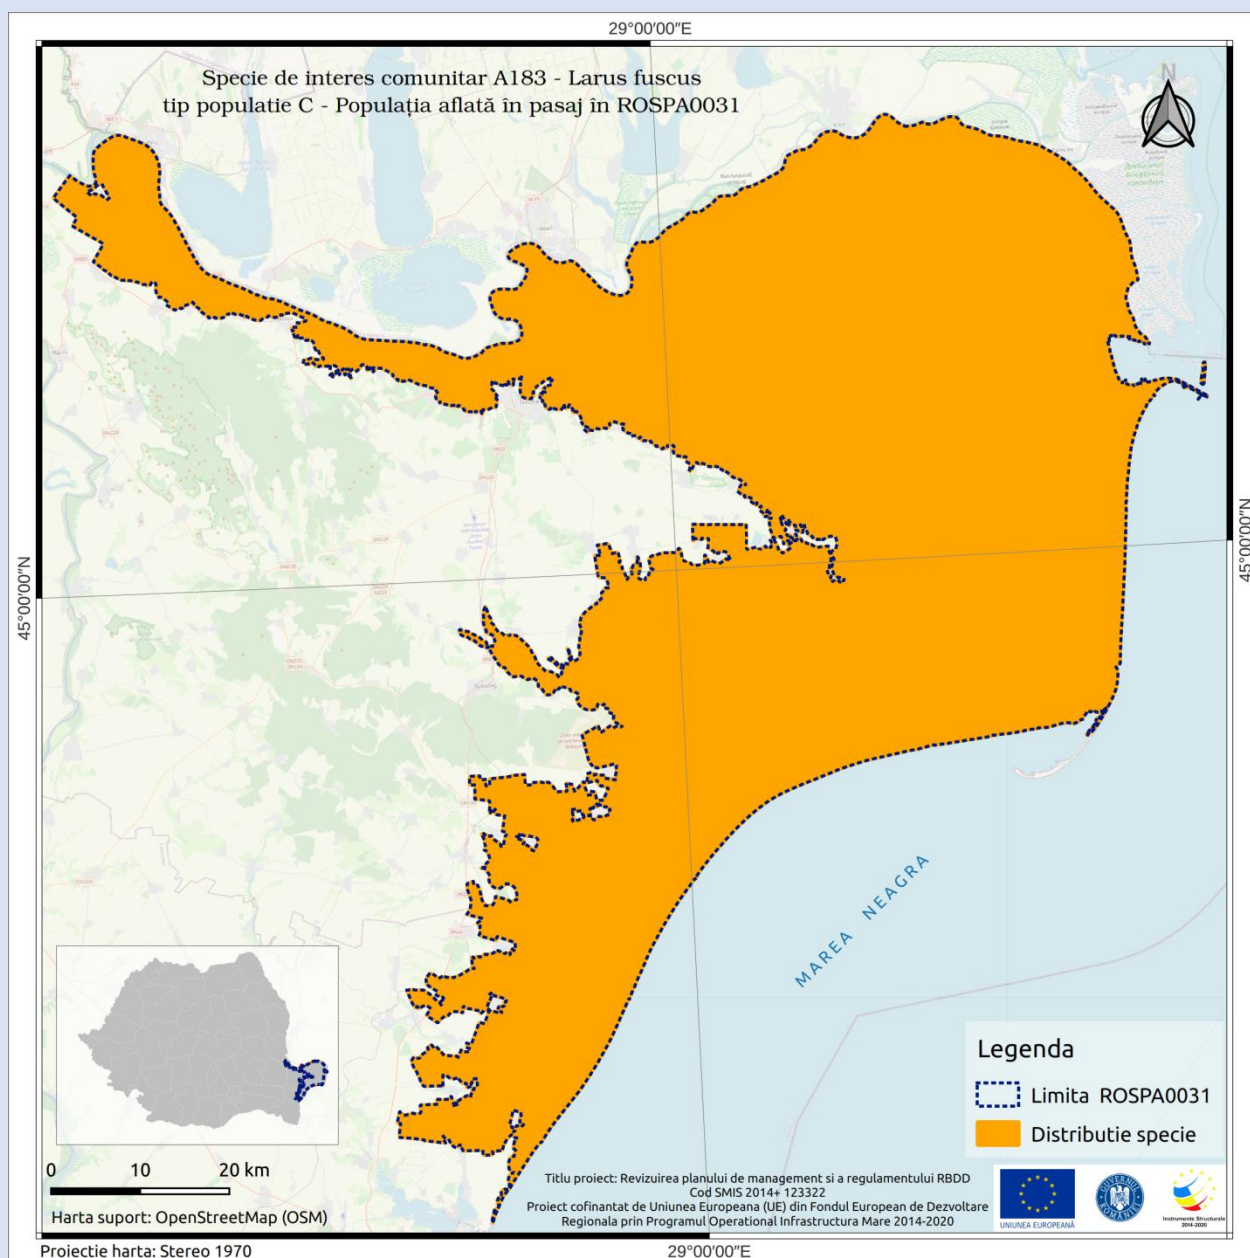 29°00′00″E
Specie de interes comunitar A183 - Larus fuscus
tip populatie C - Populația aflată în pasaj în ROSPA0031
N
45°00′00″N
45°00′00″N
MAREA NEAGRA
Legenda
Limita ROSPA0031
Distributie specie
0 10 20 km
Harta suport: OpenStreetMap (OSM)
Titlu proiect: Revizuirea planului de management si a regulamentului RBDD
Cod SMIS 2014+ 123322
Proiect cofinantat de Uniunea Europeana (UE) din Fondul European de Dezvoltare
Regionala prin Programul Operational Infrastructura Mare 2014-2020
UNIUNEA EUROPEANĂ
GUVERNUL ROMÂNIEI
Instrumente Structurale
2014-2020
Proiectie harta: Stereo 1970
29°00′00″E